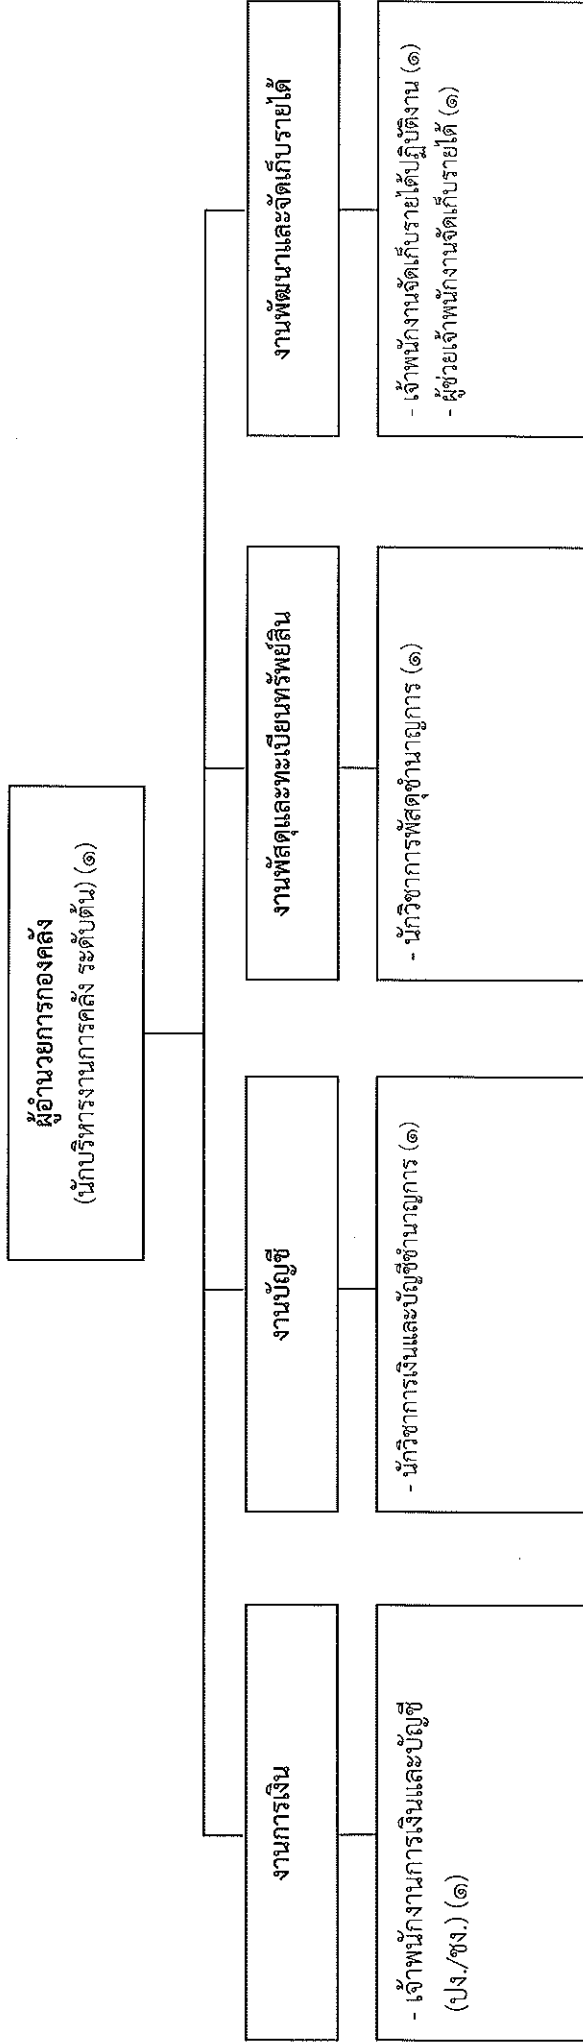 ผู้อำนวยการกองคลัง
(นักบริหารงานการคลัง ระดับต้น) (๑)
งานการเงิน
- เจ้าพนักงานการเงินและบัญชี
(ปง./ชง.) (๑)
งานบัญชี
- นักวิชาการเงินและบัญชีชำนาญการ (๑)
งานพัสดุและทะเบียนทรัพย์สิน
- นักวิชาการพัสดุชำนาญการ (๑)
งานพัฒนาและจัดเก็บรายได้
- เจ้าพนักงานจัดเก็บรายได้ปฏิบัติงาน (๑)
- ผู้ช่วยเจ้าพนักงานจัดเก็บรายได้ (๑)